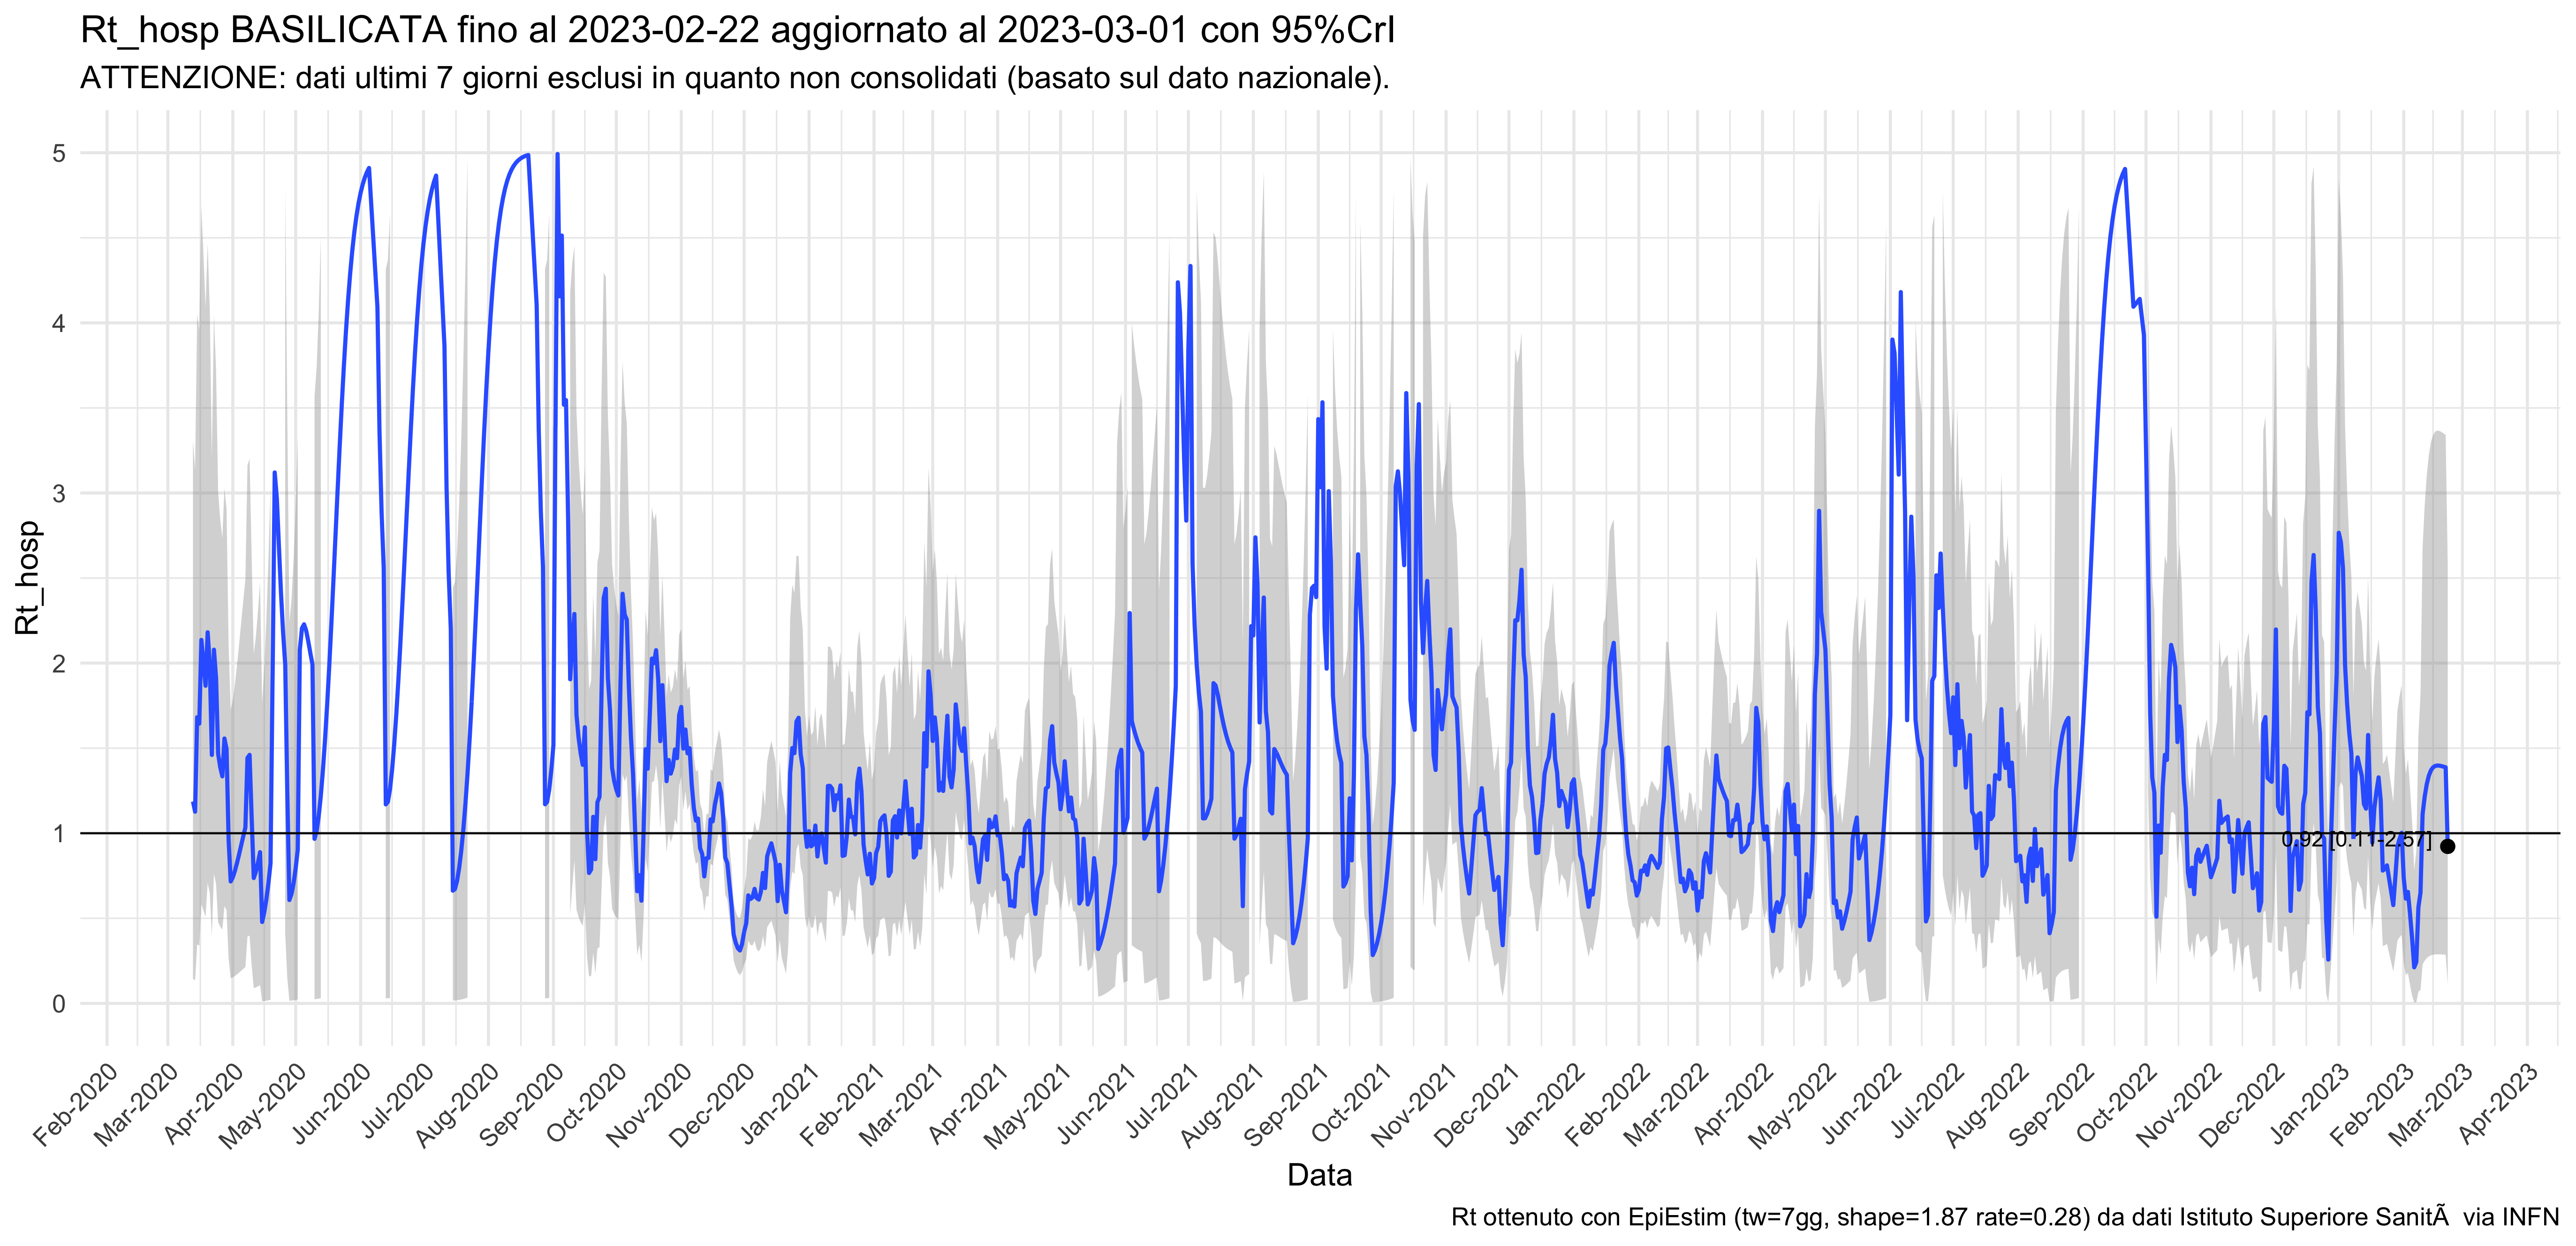 Rt_hosp BASILICATA fino al 2023-02-22 aggiornato al 2023-03-01 con 95%CrI
ATTENZIONE: dati ultimi 7 giorni esclusi in quanto non consolidati (basato sul dato nazionale).
5
4
3
2
1
0
Rt_hosp
0.92 [0.11-2.57]
Feb-2020
Mar-2020
Apr-2020
May-2020
Jun-2020
Jul-2020
Aug-2020
Sep-2020
Oct-2020
Nov-2020
Dec-2020
Jan-2021
Feb-2021
Mar-2021
Apr-2021
May-2021
Jun-2021
Jul-2021
Aug-2021
Sep-2021
Oct-2021
Nov-2021
Dec-2021
Jan-2022
Feb-2022
Mar-2022
Apr-2022
May-2022
Jun-2022
Jul-2022
Aug-2022
Sep-2022
Oct-2022
Nov-2022
Dec-2022
Jan-2023
Feb-2023
Mar-2023
Apr-2023
Data
Rt ottenuto con EpiEstim (tw=7gg, shape=1.87 rate=0.28) da dati Istituto Superiore SanitÃ  via INFN